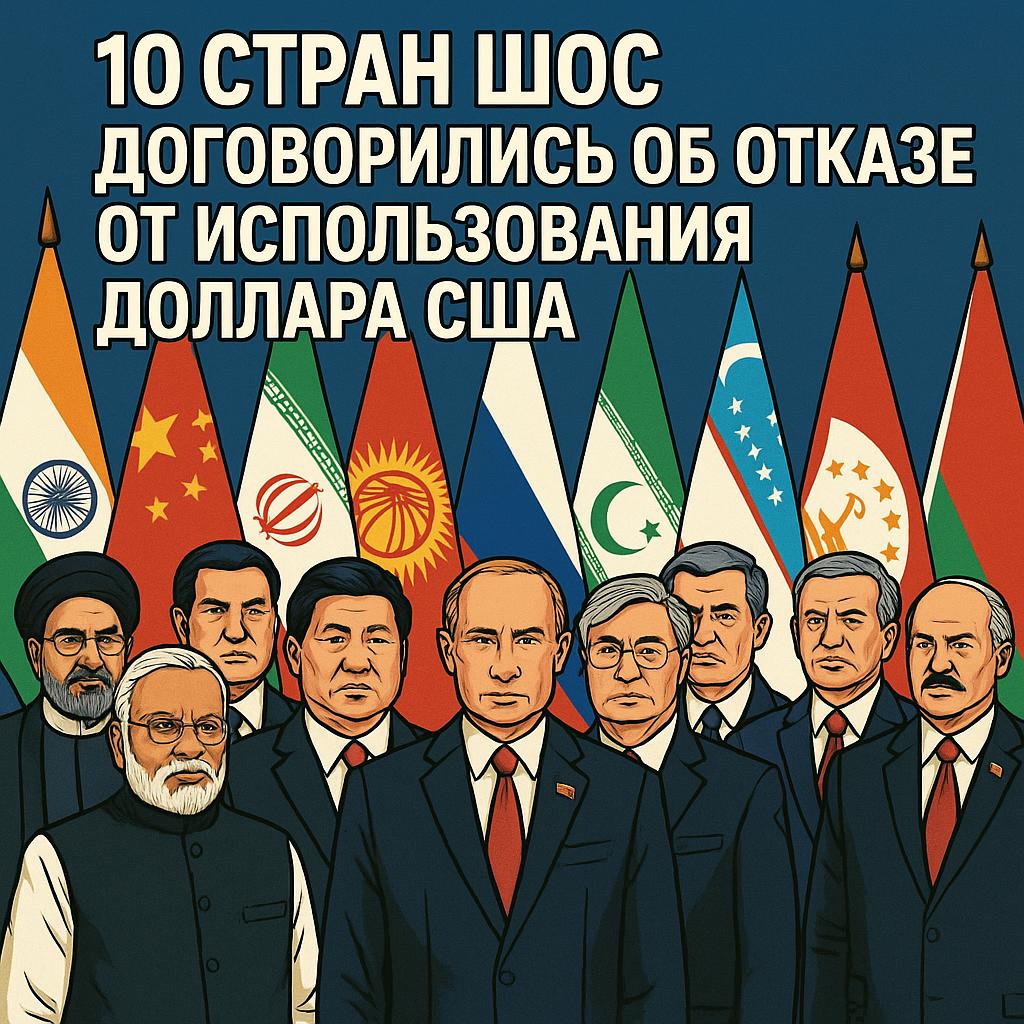 10 СТРАН ШОС
ДОГОВОРИЛИСЬ ОБ ОТКАЗЕ
ОТ ИСПОЛЬЗОВАНИЯ
ДОЛЛАРА США